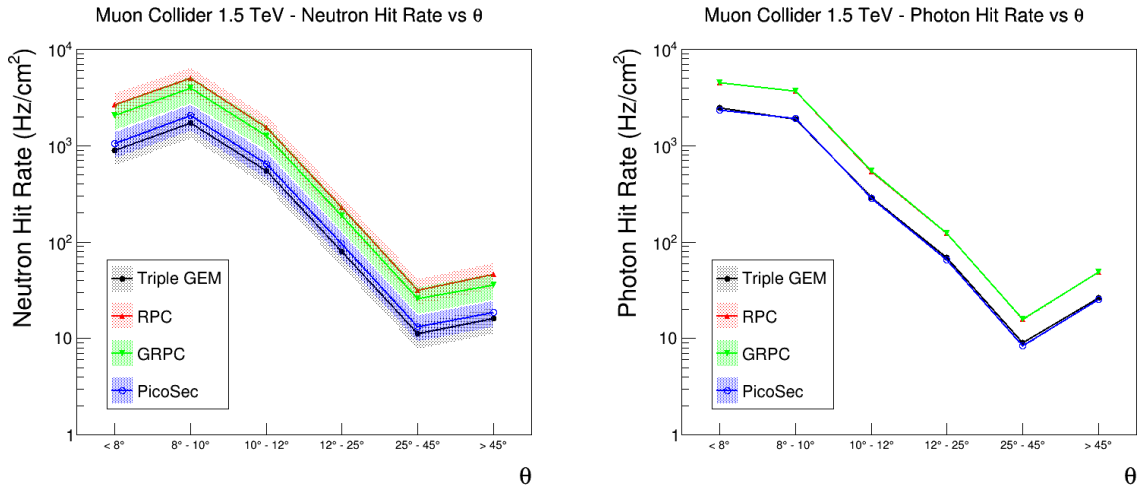 Muon Collider 1.5 TeV - Neutron Hit Rate vs θ
Neutron Hit Rate (Hz/cm²)
10⁴
10³
10²
10
1
Triple GEM
RPC
GRPC
PicoSec
< 8°
8° - 10°
10° - 12°
12° - 25°
25° - 45°
> 45°
θ
Muon Collider 1.5 TeV - Photon Hit Rate vs θ
Photon Hit Rate (Hz/cm²)
10⁴
10³
10²
10
1
Triple GEM
RPC
GRPC
PicoSec
< 8°
8° - 10°
10° - 12°
12° - 25°
25° - 45°
> 45°
θ